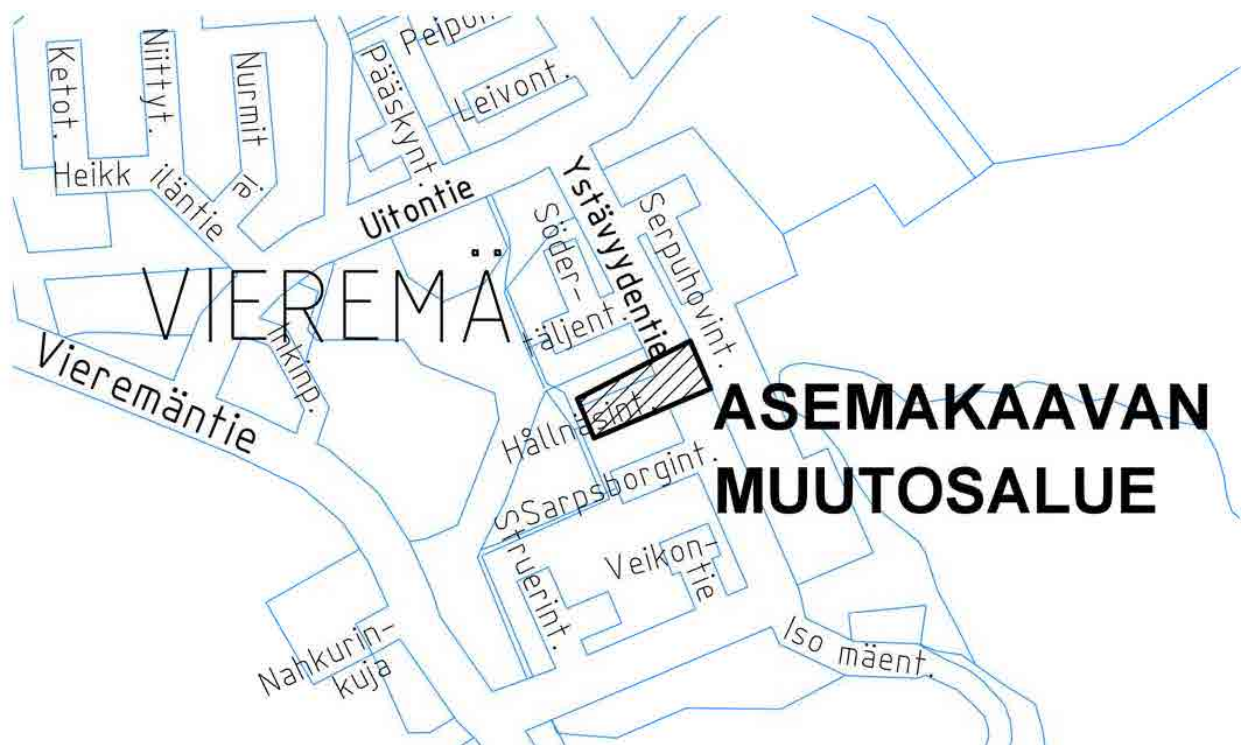 Peipon
Niittyt.
Ketot.
Nurmit
ie
Pääskynt.
Leivont.
Heikk
iläntie
Uitontie
Ystävyydentie
Söder-
täljent.
Serpuhovint.
VIEREMÄ
Inkinp.
Vieremäntie
ASEMAKAAVAN
MUUTOSALUE
Hållnäsint.
Sarpsborgint.
Struerint.
Veikon-
tie
Nahkurin-
kuja
Iso mäent.